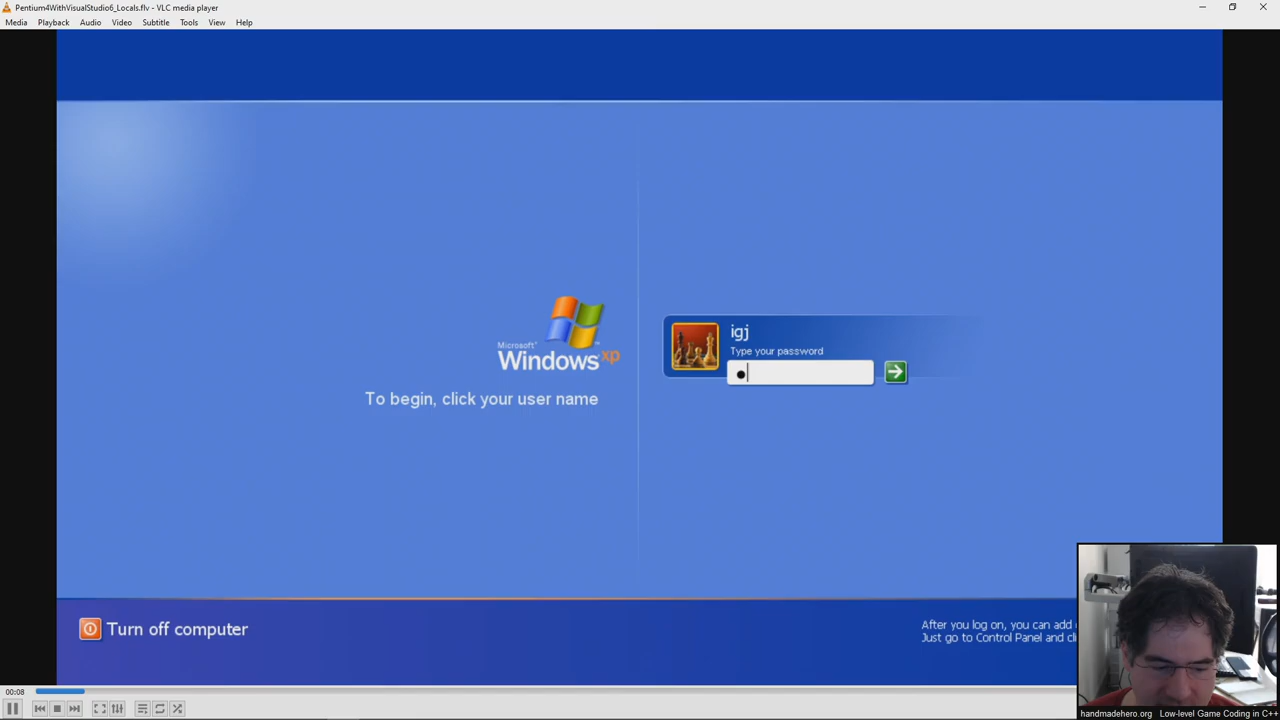 Pentium4WithVisualStudio6_Locals.flv - VLC media player
Media Playback Audio Video Subtitle Tools View Help
Microsoft®
Windows xp
To begin, click your user name
igj
Type your password
Turn off computer
After you log on, you can add
Just go to Control Panel and
00:08
handmadehero.org Low-level Game Coding in C++